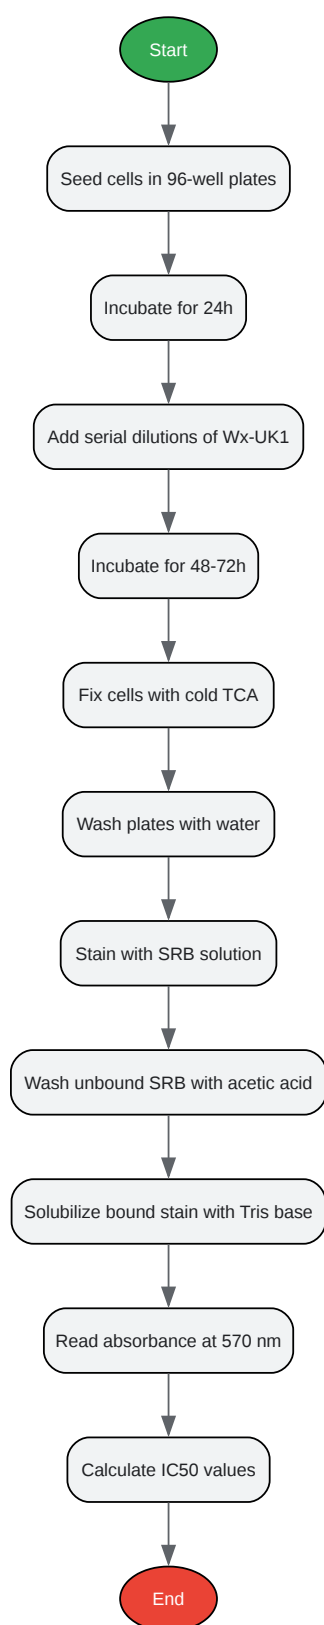 Start
Seed cells in 96-well plates
Incubate for 24h
Add serial dilutions of Wx-UK1
Incubate for 48-72h
Fix cells with cold TCA
Wash plates with water
Stain with SRB solution
Wash unbound SRB with acetic acid
Solubilize bound stain with Tris base
Read absorbance at 570 nm
Calculate IC50 values
End